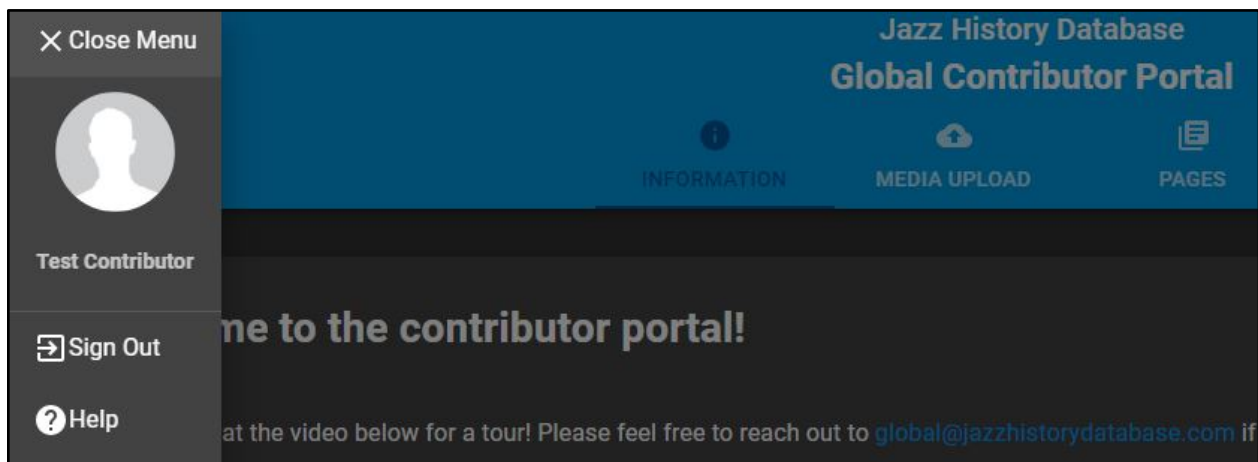 Close Menu
Jazz History Database
Global Contributor Portal
INFORMATION
MEDIA UPLOAD
PAGES
Test Contributor
me to the contributor portal!
Sign Out
Help
at the video below for a tour! Please feel free to reach out to global@jazzhistorydatabase.com if